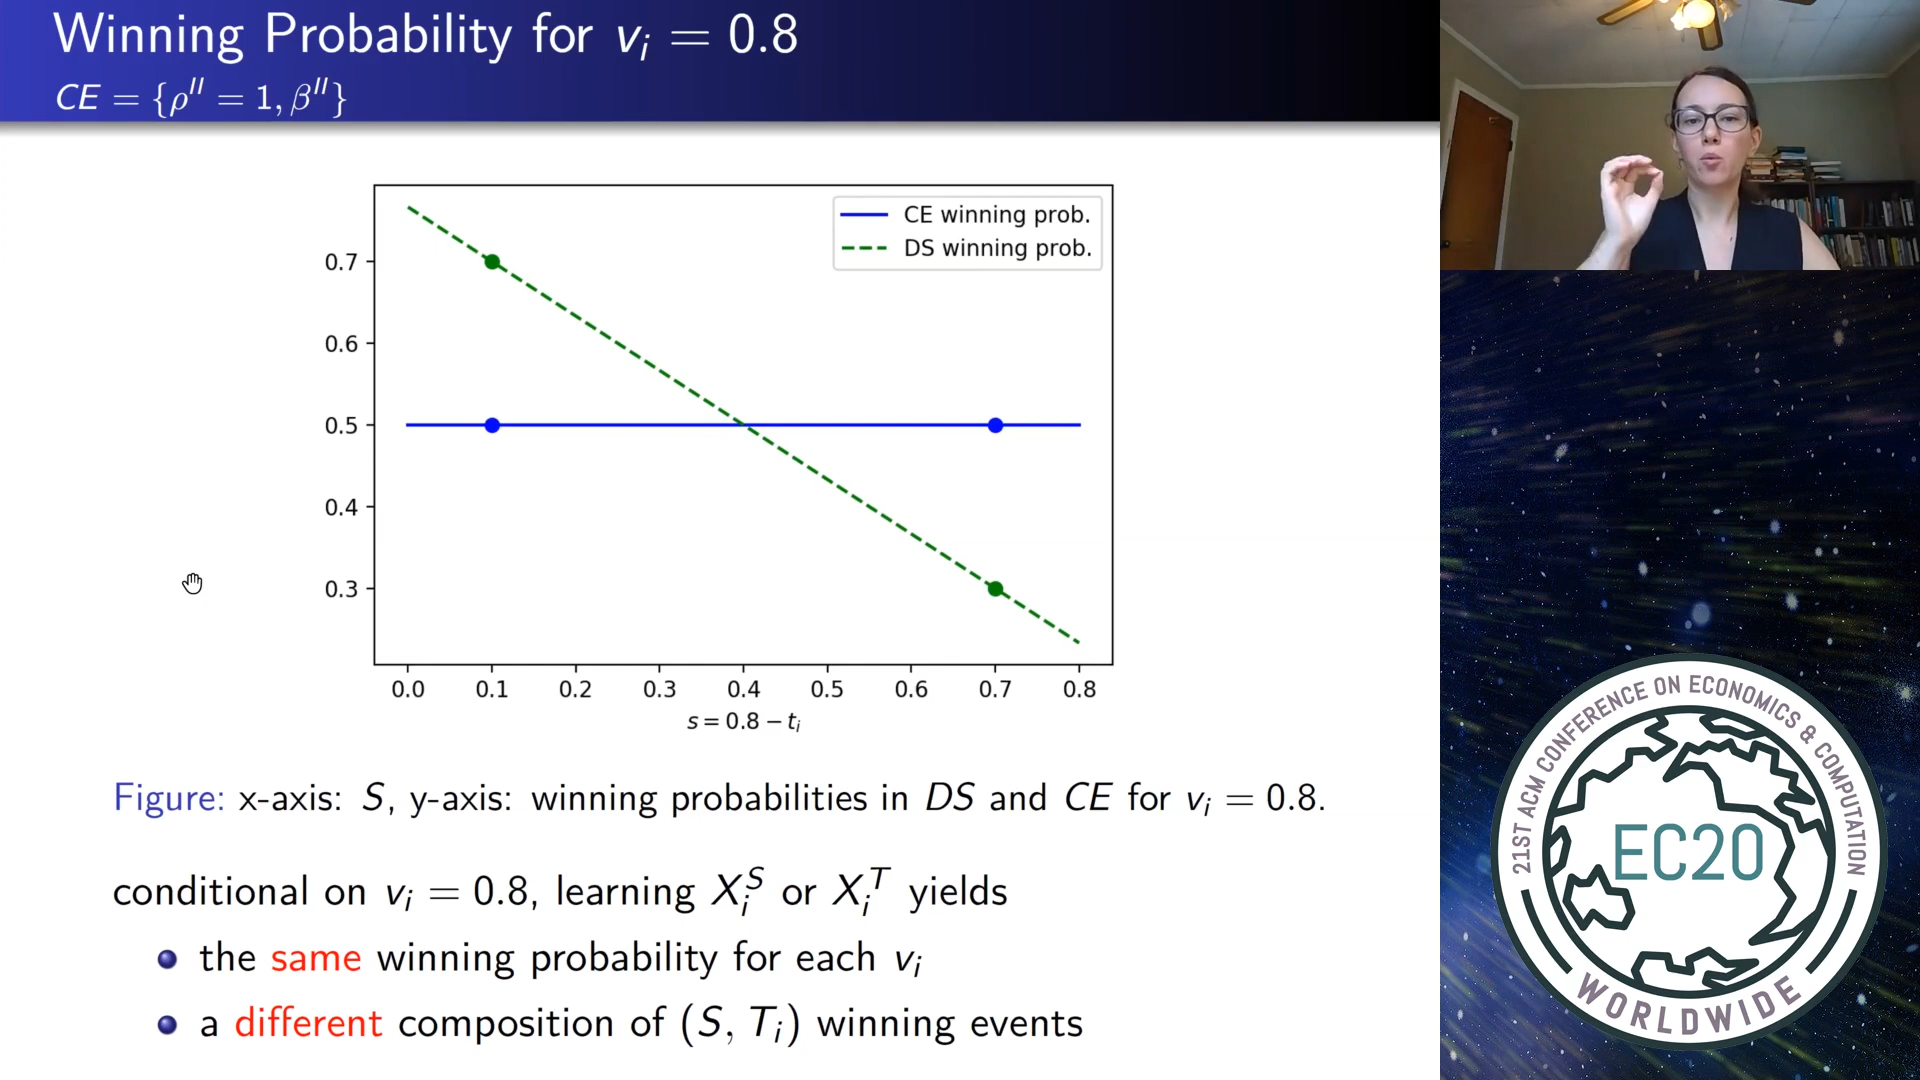 Winning Probability for vᵢ = 0.8
CE = {ρ^II = 1, β^II}
CE winning prob.
DS winning prob.
0.7
0.6
0.5
0.4
0.3
0.0 0.1 0.2 0.3 0.4 0.5 0.6 0.7 0.8
s = 0.8 − tᵢ
Figure: x-axis: S, y-axis: winning probabilities in DS and CE for vᵢ = 0.8.
conditional on vᵢ = 0.8, learning Xᵢ^S or Xᵢ^T yields
the same winning probability for each vᵢ
a different composition of (S, Tᵢ) winning events
21ST ACM CONFERENCE ON ECONOMICS & COMPUTATION
EC20
WORLDWIDE